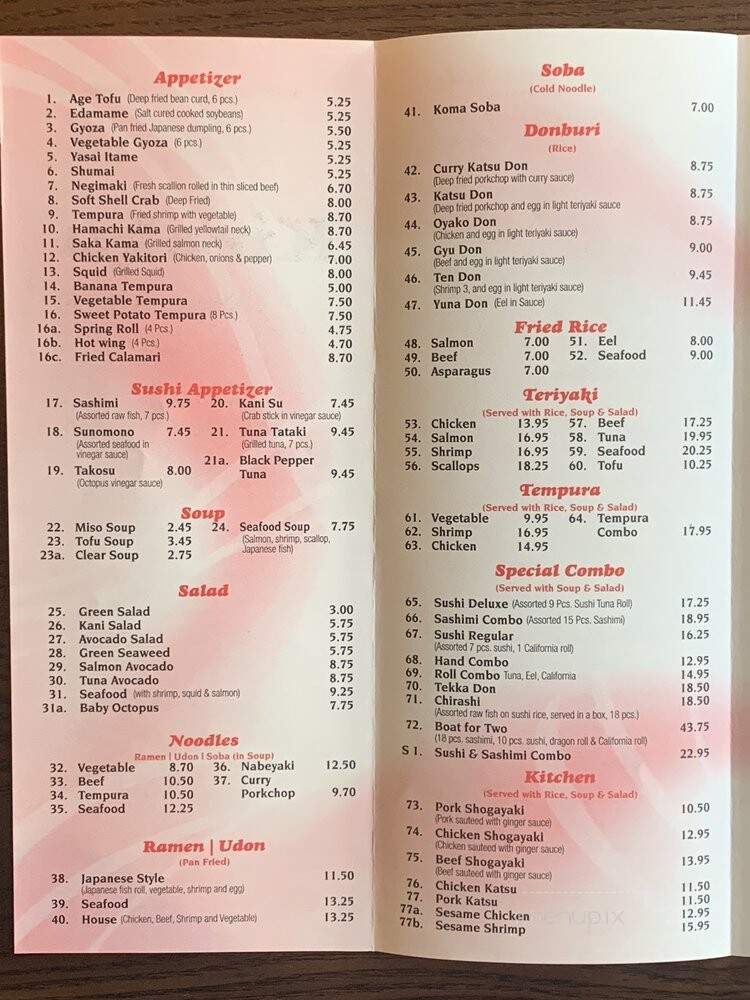 Appetizer
1. Age Tofu (Deep fried bean curd, 6 pcs.) 5.25
2. Edamame (Salt cured cooked soybeans) 5.25
3. Gyoza (Pan fried Japanese dumpling, 6 pcs.) 5.50
4. Vegetable Gyoza (6 pcs.) 5.25
5. Yasai Itame 5.25
6. Shumai 5.25
7. Negimaki (Fresh scallion rolled in thin sliced beef) 6.70
8. Soft Shell Crab (Deep Fried) 8.00
9. Tempura (Fried shrimp with vegetable) 8.70
10. Hamachi Kama (Grilled yellowtail neck) 8.70
11. Saka Kama (Grilled salmon neck) 6.45
12. Chicken Yakitori (Chicken, onions & pepper) 7.00
13. Squid (Grilled Squid) 8.00
14. Banana Tempura 5.00
15. Vegetable Tempura 7.50
16. Sweet Potato Tempura (8 Pcs.) 7.50
16a. Spring Roll (4 Pcs.) 4.75
16b. Hot wing (4 Pcs.) 4.70
16c. Fried Calamari 8.70
Sushi Appetizer
17. Sashimi 9.75
(Assorted raw fish, 7 pcs.)
18. Sunomono 7.45
(Assorted seafood in
vinegar sauce)
19. Takosu 8.00
(Octopus vinegar sauce)
20. Kani Su 7.45
(Crab stick in vinegar sauce)
21. Tuna Tataki 9.45
(Grilled tuna, 7 pcs.)
21a. Black Pepper
Tuna 9.45
Soup
22. Miso Soup 2.45
23. Tofu Soup 3.45
23a. Clear Soup 2.75
24. Seafood Soup 7.75
(Salmon, shrimp, scallop,
Japanese fish)
Salad
25. Green Salad 3.00
26. Kani Salad 5.75
27. Avocado Salad 5.75
28. Green Seaweed 5.75
29. Salmon Avocado 8.75
30. Tuna Avocado 8.75
31. Seafood (with shrimp, squid & salmon) 9.25
31a. Baby Octopus 7.75
Noodles
Ramen | Udon | Soba (in Soup)
32. Vegetable 8.70
33. Beef 10.50
34. Tempura 10.50
35. Seafood 12.25
36. Nabeyaki 12.50
37. Curry
Porkchop 9.70
Ramen | Udon
(Pan Fried)
38. Japanese Style 11.50
(Japanese fish roll, vegetable, shrimp and egg)
39. Seafood 13.25
40. House (Chicken, Beef, Shrimp and Vegetable) 13.25
Soba
(Cold Noodle)
41. Koma Soba 7.00
Donburi
(Rice)
42. Curry Katsu Don 8.75
(Deep fried porkchop with curry sauce)
43. Katsu Don 8.75
(Deep fried porkchop and egg in light teriyaki sauce
44. Oyako Don 8.75
(Chicken and egg in light teriyaki sauce)
45. Gyu Don 9.00
(Beef and egg in light teriyaki sauce)
46. Ten Don 9.45
(Shrimp 3, and egg in light teriyaki sauce)
47. Yuna Don (Eel in Sauce) 11.45
Fried Rice
48. Salmon 7.00
49. Beef 7.00
50. Asparagus 7.00
51. Eel 8.00
52. Seafood 9.00
Teriyaki
(Served with Rice, Soup & Salad)
53. Chicken 13.95
54. Salmon 16.95
55. Shrimp 16.95
56. Scallops 18.25
57. Beef 17.25
58. Tuna 19.95
59. Seafood 20.25
60. Tofu 10.25
Tempura
(Served with Rice, Soup & Salad)
61. Vegetable 9.95
62. Shrimp 16.95
63. Chicken 14.95
64. Tempura
Combo 17.95
Special Combo
(Served with Soup & Salad)
65. Sushi Deluxe (Assorted 9 Pcs. Sushi Tuna Roll) 17.25
66. Sashimi Combo (Assorted 15 Pcs. Sashimi) 18.95
67. Sushi Regular 16.25
(Assorted 7 pcs. sushi, 1 California roll)
68. Hand Combo 12.95
69. Roll Combo Tuna, Eel, California 14.95
70. Tekka Don 18.50
71. Chirashi 18.50
(Assorted raw fish on sushi rice, served in a box, 18 pcs.)
72. Boat for Two 43.75
(18 pcs. sashimi, 10 pcs. sushi, dragon roll & California roll)
S 1. Sushi & Sashimi Combo 22.95
Kitchen
(Served with Rice, Soup & Salad)
73. Pork Shogayaki 10.50
(Pork sauteed with ginger sauce)
74. Chicken Shogayaki 12.95
(Chicken sauteed with ginger sauce)
75. Beef Shogayaki 13.95
(Beef sauteed with ginger sauce)
76. Chicken Katsu 11.50
77. Pork Katsu 11.50
77a. Sesame Chicken 12.95
77b. Sesame Shrimp 15.95